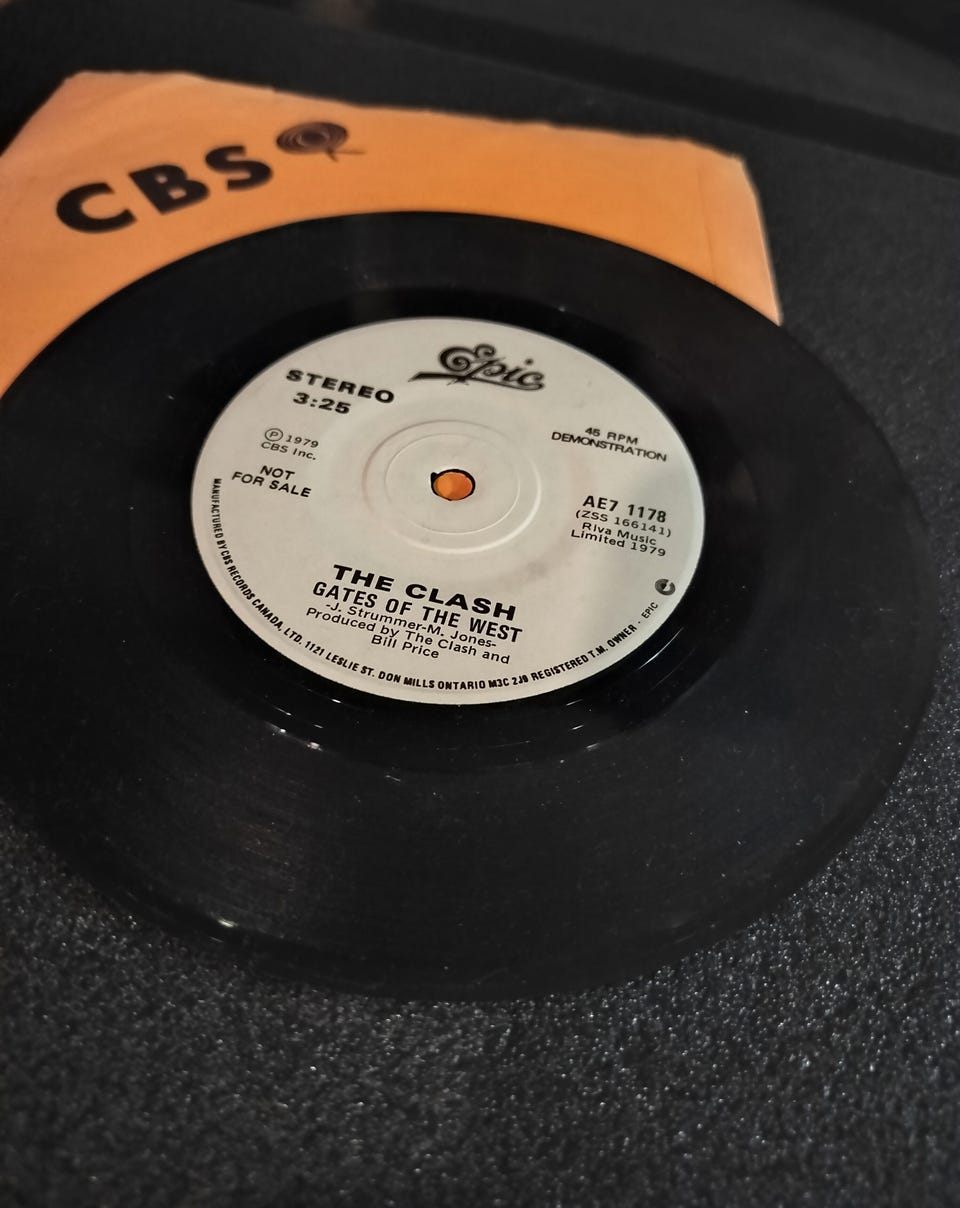 CBS
Epic
STEREO
3:25
℗ 1979
CBS Inc.
NOT
FOR SALE
45 RPM
DEMONSTRATION
AE7 1178
(ZSS 166141)
Riva Music
Limited 1979
THE CLASH
GATES OF THE WEST
-J. Strummer-M. Jones-
Produced by The Clash and
Bill Price
MANUFACTURED BY CBS RECORDS CANADA, LTD. 1121 LESLIE ST. DON MILLS ONTARIO M3C 2J9 REGISTERED T.M. OWNER - EPIC